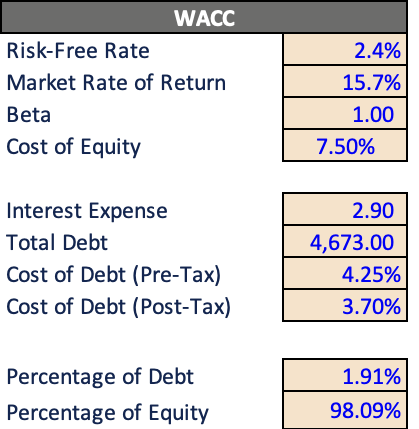 WACC
Risk-Free Rate 2.4%
Market Rate of Return 15.7%
Beta 1.00
Cost of Equity 7.50%
Interest Expense 2.90
Total Debt 4,673.00
Cost of Debt (Pre-Tax) 4.25%
Cost of Debt (Post-Tax) 3.70%
Percentage of Debt 1.91%
Percentage of Equity 98.09%